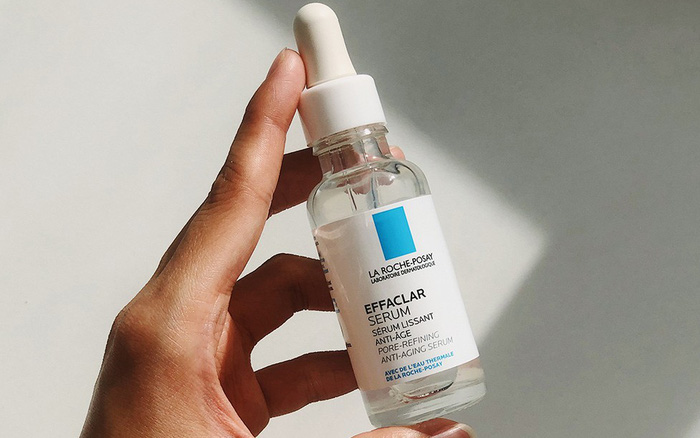 LA ROCHE-POSAY
LABORATOIRE DERMATOLOGIQUE
EFFACLAR
SERUM
SÉRUM LISSANT
ANTI-ÂGE
PORE-REFINING
ANTI-AGING SERUM
AVEC DE L'EAU THERMALE
DE LA ROCHE-POSAY